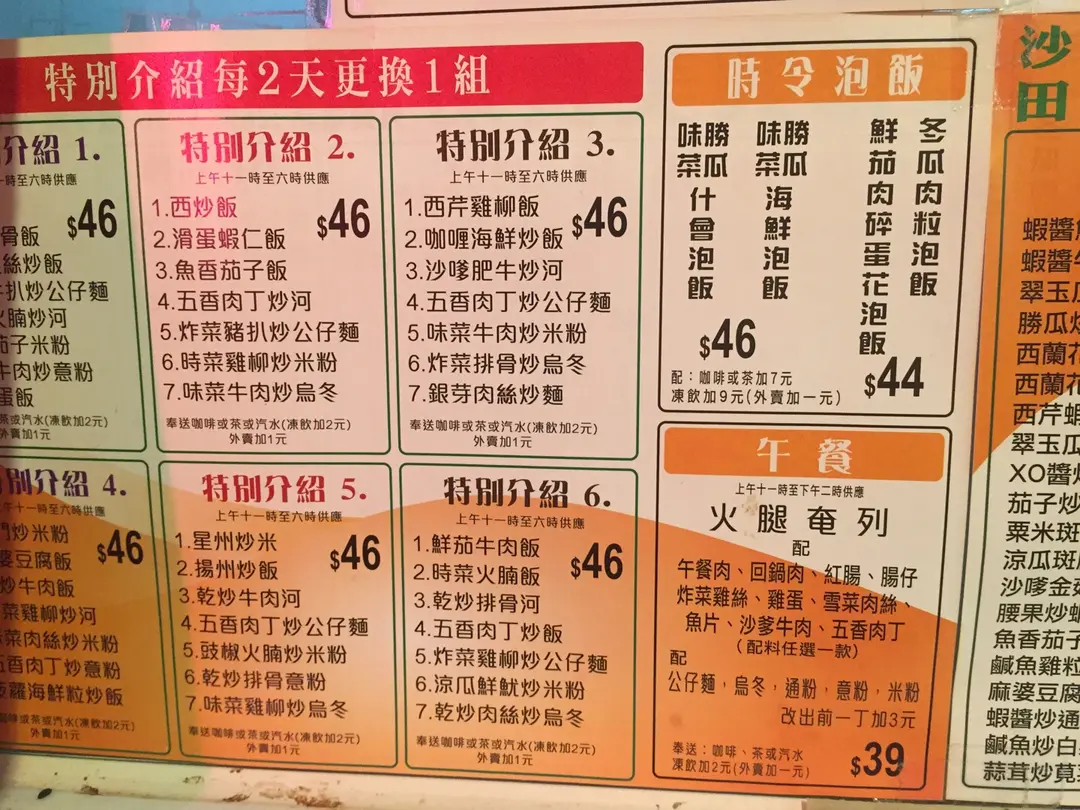 特別介紹每2天更換1組
介紹 1.
一時至六時供應
$46
骨飯
絲炒飯
扒炒公仔麵
腩炒河
茄子米粉
牛肉炒意粉
蛋飯
茶或汽水(凍飲加2元)
外賣加1元
特別介紹 2.
上午十一時至六時供應
$46
1.西炒飯
2.滑蛋蝦仁飯
3.魚香茄子飯
4.五香肉丁炒河
5.炸菜豬扒炒公仔麵
6.時菜雞柳炒米粉
7.味菜牛肉炒烏冬
奉送咖啡或茶或汽水(凍飲加2元)
外賣加1元
特別介紹 3.
上午十一時至六時供應
$46
1.西芹雞柳飯
2.咖喱海鮮炒飯
3.沙嗲肥牛炒河
4.五香肉丁炒公仔麵
5.味菜牛肉炒米粉
6.炸菜排骨炒烏冬
7.銀芽肉絲炒麵
奉送咖啡或茶或汽水(凍飲加2元)
外賣加1元
別介紹 4.
午十一時至六時供應
$46
炒米粉
婆豆腐飯
炒牛肉飯
菜雞柳炒河
菜肉絲炒米粉
五香肉丁炒意粉
蘿海鮮粒炒飯
咖啡或茶或汽水(凍飲加2元)
外賣加1元
特別介紹 5.
上午十一時至六時供應
$46
1.星州炒米
2.揚州炒飯
3.乾炒牛河
4.五香肉丁炒公仔麵
5.豉椒火腩炒米粉
6.乾炒排骨意粉
7.味菜雞柳炒烏冬
奉送咖啡或茶或汽水(凍飲加2元)
外賣加1元
特別介紹 6.
上午十一時至六時供應
$46
1.鮮茄牛肉飯
2.時菜火腩飯
3.乾炒排骨河
4.五香肉丁炒飯
5.炸菜雞柳炒公仔麵
6.涼瓜鮮魷炒米粉
7.乾炒肉絲炒烏冬
奉送咖啡或茶或汽水(凍飲加2元)
外賣加1元
時令泡飯
冬瓜肉粒泡飯
鮮茄肉碎蛋花泡飯
$44
勝瓜味菜海鮮泡飯
勝瓜味菜什會泡飯
$46
配：咖啡或茶加7元
凍飲加9元(外賣加一元)
午餐
上午十一時至下午二時供應
火腿奄列
配
午餐肉、回鍋肉、紅腸、腸仔
炸菜雞絲、雞蛋、雪菜肉絲、
魚片、沙爹牛肉、五香肉丁
(配料任選一款)
配
公仔麵，烏冬，通粉，意粉，米粉
改出前一丁加3元
奉送：咖啡、茶或汽水
凍飲加2元(外賣加一元)
$39
沙田
蝦醬
蝦醬
翠玉瓜
勝瓜炒
西蘭花
西蘭花
西芹蝦
翠玉瓜
XO醬炒
茄子炒
粟米斑
涼瓜斑
沙嗲金菇
腰果炒蝦
魚香茄子
鹹魚雞粒
麻婆豆腐
蝦醬炒通
鹹魚炒白
蒜茸炒莧菜